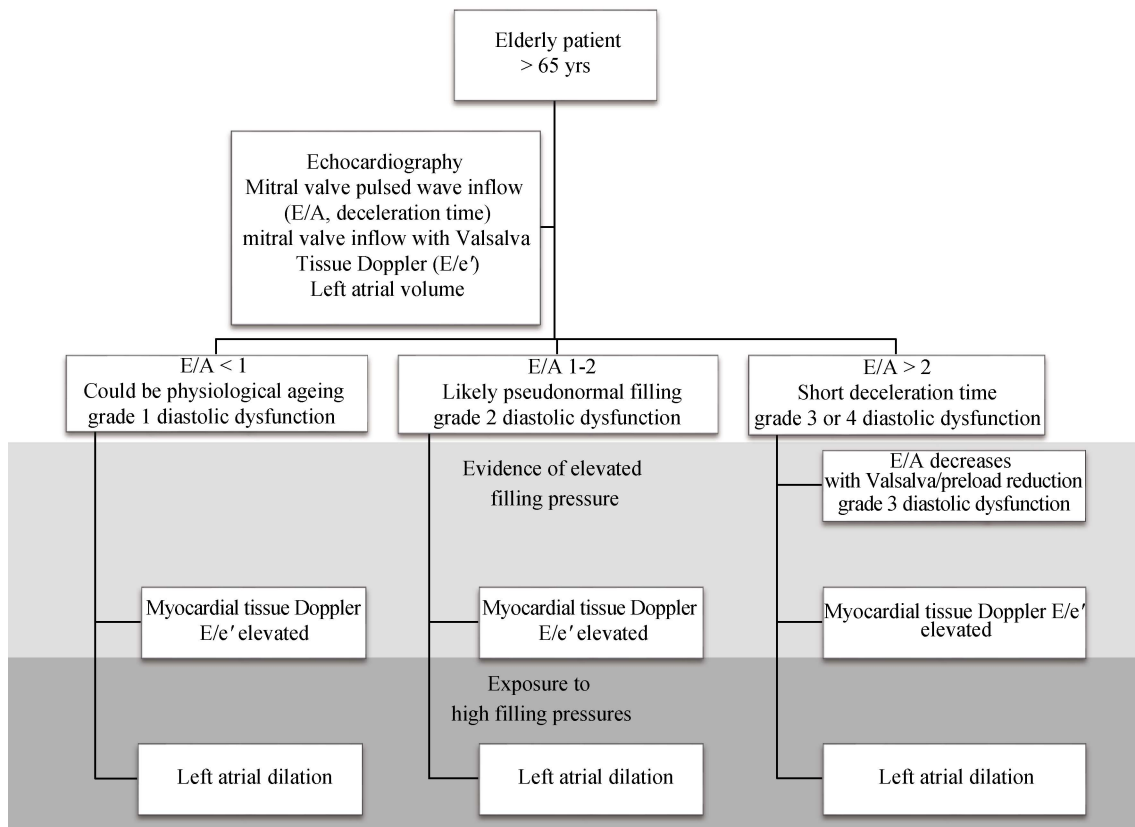 Elderly patient
> 65 yrs
Echocardiography
Mitral valve pulsed wave inflow
(E/A, deceleration time)
mitral valve inflow with Valsalva
Tissue Doppler (E/e′)
Left atrial volume
E/A < 1
Could be physiological ageing
grade 1 diastolic dysfunction
E/A 1-2
Likely pseudonormal filling
grade 2 diastolic dysfunction
E/A > 2
Short deceleration time
grade 3 or 4 diastolic dysfunction
Evidence of elevated
filling pressure
E/A decreases
with Valsalva/preload reduction
grade 3 diastolic dysfunction
Myocardial tissue Doppler
E/e′ elevated
Myocardial tissue Doppler
E/e′ elevated
Myocardial tissue Doppler E/e′
elevated
Exposure to
high filling pressures
Left atrial dilation
Left atrial dilation
Left atrial dilation